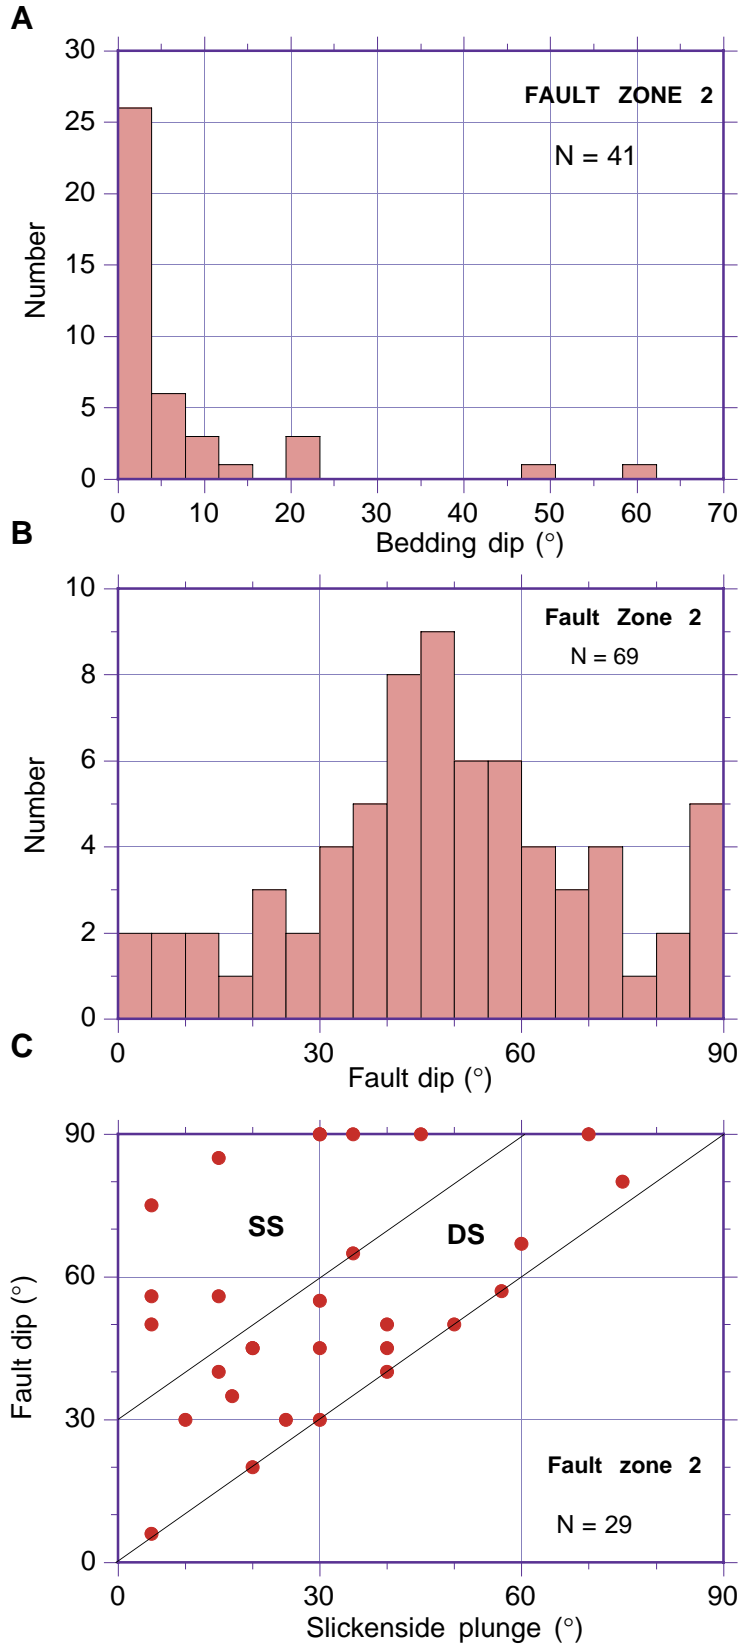 A
30
FAULT ZONE 2
25
N = 41
20
Number
15
10
5
0
0 10 20 30 40 50 60 70
Bedding dip (°)
B
10
Fault Zone 2
N = 69
8
6
Number
4
2
0
0 30 60 90
Fault dip (°)
C
90
SS DS
60
Fault dip (°)
30
Fault zone 2
N = 29
0
0 30 60 90
Slickenside plunge (°)